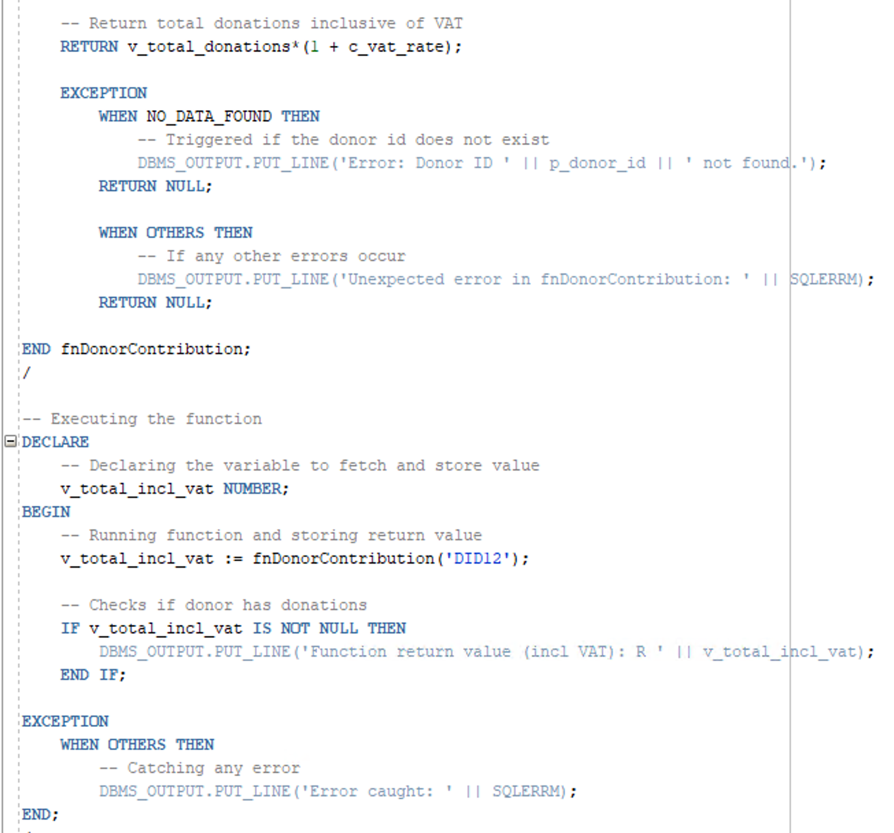 -- Return total donations inclusive of VAT
RETURN v_total_donations*(1 + c_vat_rate);
EXCEPTION
WHEN NO_DATA_FOUND THEN
-- Triggered if the donor id does not exist
DBMS_OUTPUT.PUT_LINE('Error: Donor ID ' || p_donor_id || ' not found.');
RETURN NULL;
WHEN OTHERS THEN
-- If any other errors occur
DBMS_OUTPUT.PUT_LINE('Unexpected error in fnDonorContribution: ' || SQLERRM);
RETURN NULL;
END fnDonorContribution;
/
-- Executing the function
DECLARE
-- Declaring the variable to fetch and store value
v_total_incl_vat NUMBER;
BEGIN
-- Running function and storing return value
v_total_incl_vat := fnDonorContribution('DID12');
-- Checks if donor has donations
IF v_total_incl_vat IS NOT NULL THEN
DBMS_OUTPUT.PUT_LINE('Function return value (incl VAT): R ' || v_total_incl_vat);
END IF;
EXCEPTION
WHEN OTHERS THEN
-- Catching any error
DBMS_OUTPUT.PUT_LINE('Error caught: ' || SQLERRM);
END;